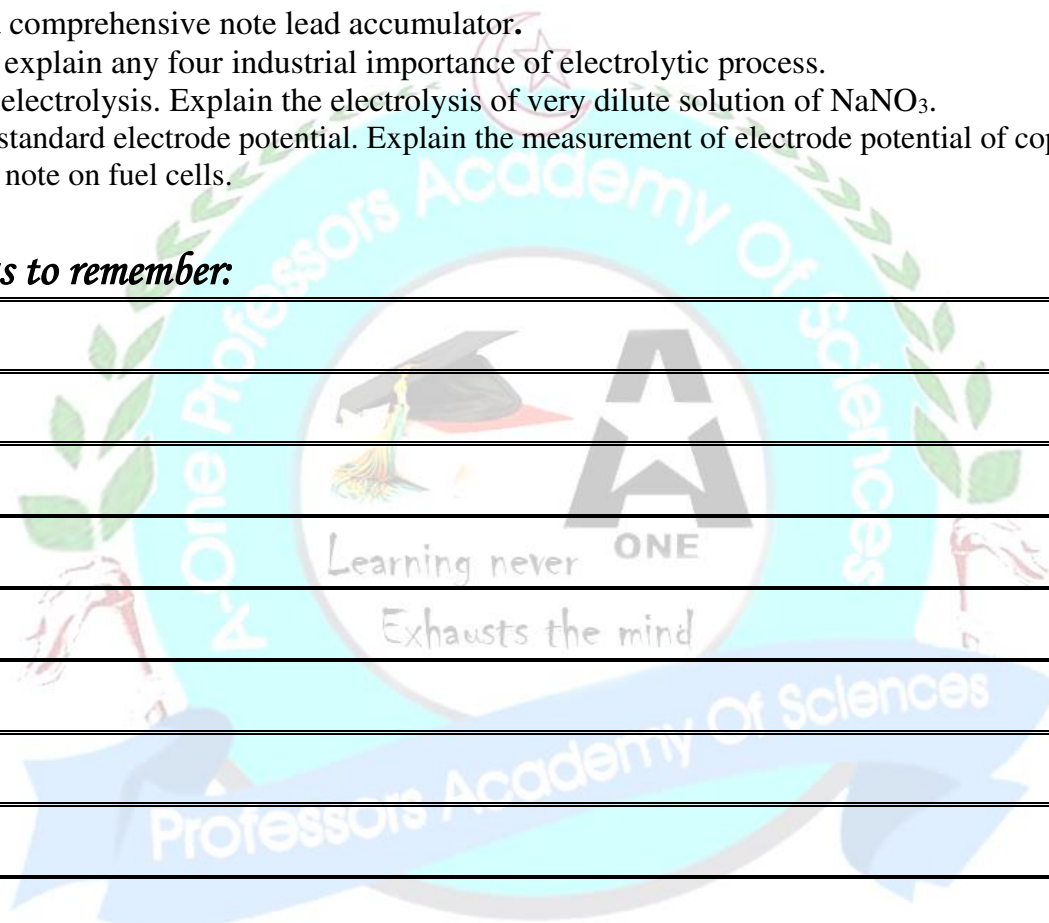 comprehensive note lead accumulator.
explain any four industrial importance of electrolytic process.
electrolysis. Explain the electrolysis of very dilute solution of NaNO₃.
standard electrode potential. Explain the measurement of electrode potential of cop
note on fuel cells.
s to remember:
A-One Professors Academy Of Sciences
ONE
Learning never
Exhausts the mind
Professors Academy Of Sciences